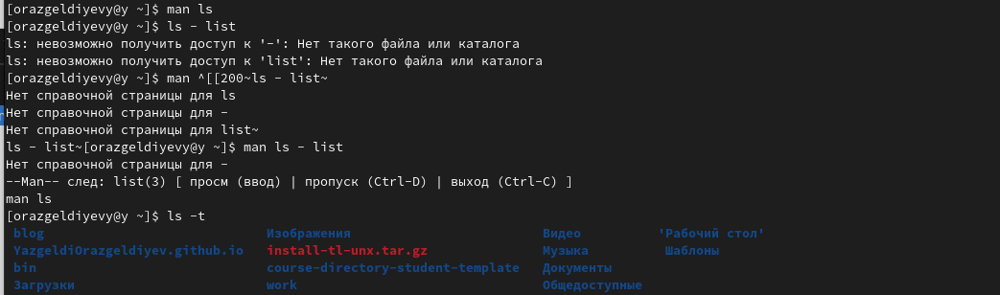 [orazgeldiyevy@y ~]$ man ls
[orazgeldiyevy@y ~]$ ls - list
ls: невозможно получить доступ к '-': Нет такого файла или каталога
ls: невозможно получить доступ к 'list': Нет такого файла или каталога
[orazgeldiyevy@y ~]$ man ^[[200~ls - list~
Нет справочной страницы для ls
Нет справочной страницы для -
Нет справочной страницы для list~
ls - list~[orazgeldiyevy@y ~]$ man ls - list
Нет справочной страницы для -
--Man-- след: list(3) [ просм (ввод) | пропуск (Ctrl-D) | выход (Ctrl-C) ]
man ls
[orazgeldiyevy@y ~]$ ls -t
blog Изображения Видео 'Рабочий стол'
YazgeldiOrazgeldiyev.github.io install-tl-unx.tar.gz Музыка Шаблоны
bin course-directory-student-template Документы
Загрузки work Общедоступные